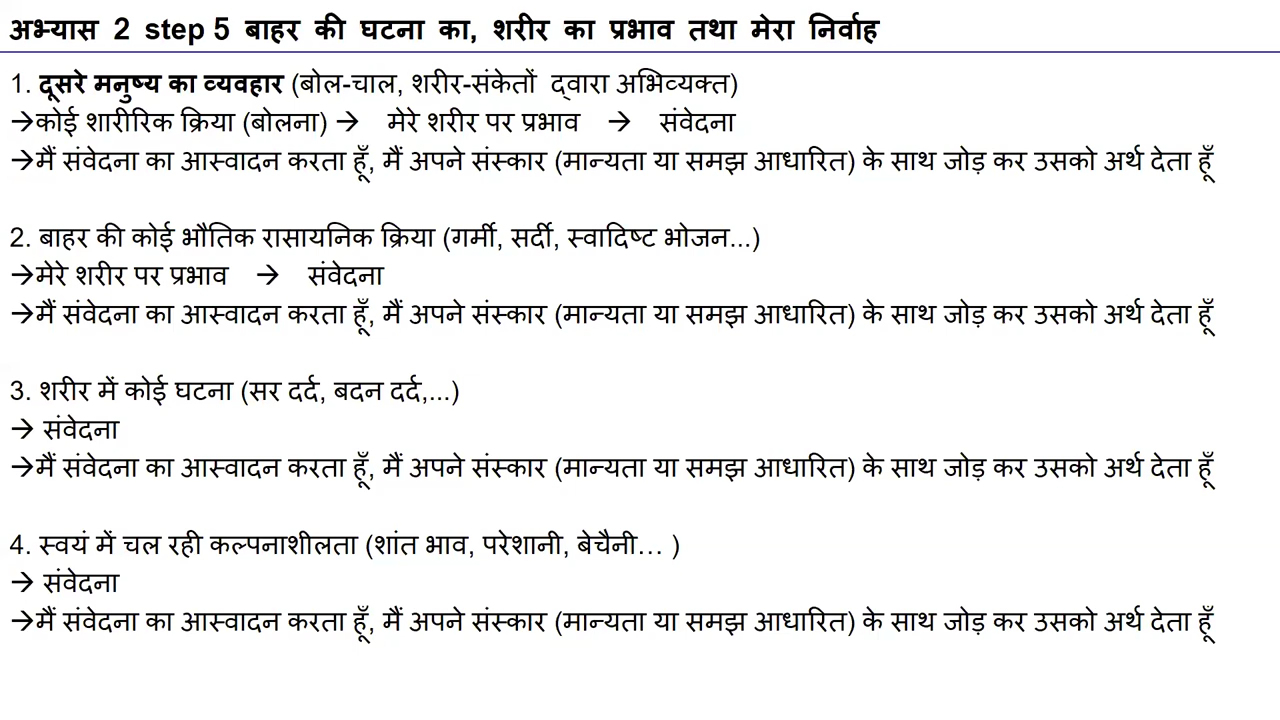 अभ्यास 2 step 5 बाहर की घटना का, शरीर का प्रभाव तथा मेरा निर्वाह
1. दूसरे मनुष्य का व्यवहार (बोल-चाल, शरीर-संकेतों द्वारा अभिव्यक्त)
→कोई शारीरिक क्रिया (बोलना) → मेरे शरीर पर प्रभाव → संवेदना
→मैं संवेदना का आस्वादन करता हूँ, मैं अपने संस्कार (मान्यता या समझ आधारित) के साथ जोड़ कर उसको अर्थ देता हूँ
2. बाहर की कोई भौतिक रासायनिक क्रिया (गर्मी, सर्दी, स्वादिष्ट भोजन...)
→मेरे शरीर पर प्रभाव → संवेदना
→मैं संवेदना का आस्वादन करता हूँ, मैं अपने संस्कार (मान्यता या समझ आधारित) के साथ जोड़ कर उसको अर्थ देता हूँ
3. शरीर में कोई घटना (सर दर्द, बदन दर्द,...)
→ संवेदना
→मैं संवेदना का आस्वादन करता हूँ, मैं अपने संस्कार (मान्यता या समझ आधारित) के साथ जोड़ कर उसको अर्थ देता हूँ
4. स्वयं में चल रही कल्पनाशीलता (शांत भाव, परेशानी, बेचैनी... )
→ संवेदना
→मैं संवेदना का आस्वादन करता हूँ, मैं अपने संस्कार (मान्यता या समझ आधारित) के साथ जोड़ कर उसको अर्थ देता हूँ